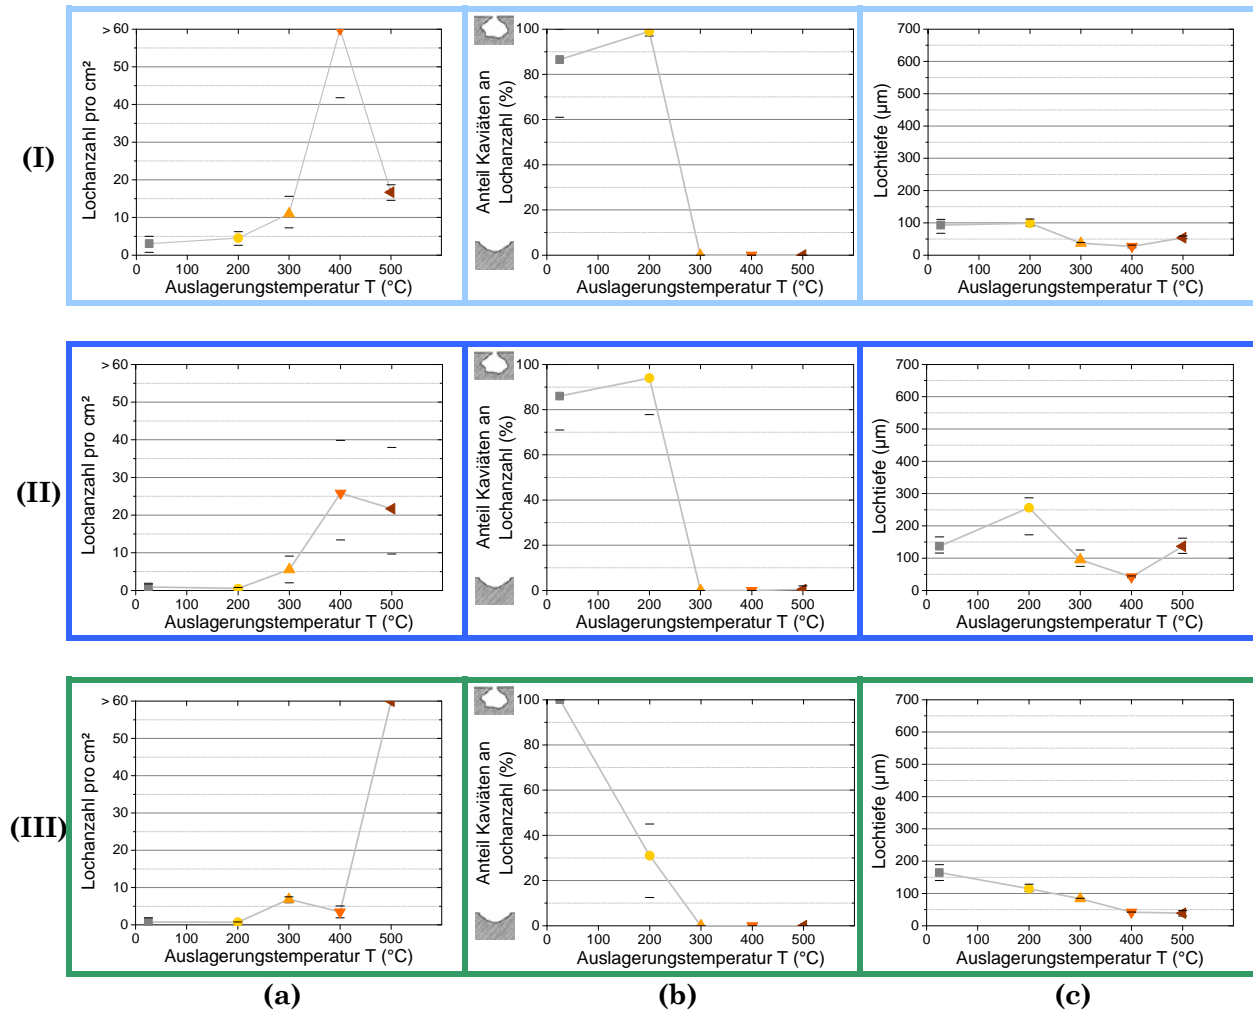 (I)
Lochanzahl pro cm²
> 60
50
40
30
20
10
0
0 100 200 300 400 500
Auslagerungstemperatur T (°C)
Anteil Kaviäten an
Lochanzahl (%)
100
80
60
40
20
0
0 100 200 300 400 500
Auslagerungstemperatur T (°C)
Lochtiefe (µm)
700
600
500
400
300
200
100
0
0 100 200 300 400 500
Auslagerungstemperatur T (°C)
(II)
Lochanzahl pro cm²
> 60
50
40
30
20
10
0
0 100 200 300 400 500
Auslagerungstemperatur T (°C)
Anteil Kaviäten an
Lochanzahl (%)
100
80
60
40
20
0
0 100 200 300 400 500
Auslagerungstemperatur T (°C)
Lochtiefe (µm)
700
600
500
400
300
200
100
0
0 100 200 300 400 500
Auslagerungstemperatur T (°C)
(III)
Lochanzahl pro cm²
> 60
50
40
30
20
10
0
0 100 200 300 400 500
Auslagerungstemperatur T (°C)
Anteil Kaviäten an
Lochanzahl (%)
100
80
60
40
20
0
0 100 200 300 400 500
Auslagerungstemperatur T (°C)
Lochtiefe (µm)
700
600
500
400
300
200
100
0
0 100 200 300 400 500
Auslagerungstemperatur T (°C)
(a) (b) (c)